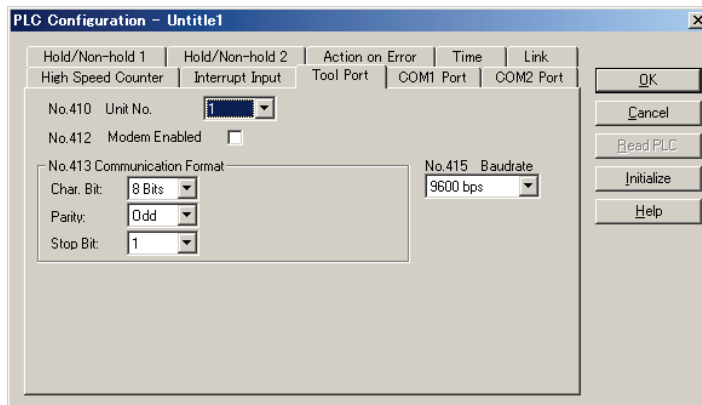 PLC Configuration - Untitle1
Hold/Non-hold 1 Hold/Non-hold 2 Action on Error Time Link
High Speed Counter Interrupt Input Tool Port COM1 Port COM2 Port
OK
No.410 Unit No. 1
Cancel
No.412 Modem Enabled
Read PLC
No.413 Communication Format
No.415 Baudrate
Char. Bit: 8 Bits
9600 bps
Initialize
Parity: Odd
Help
Stop Bit: 1